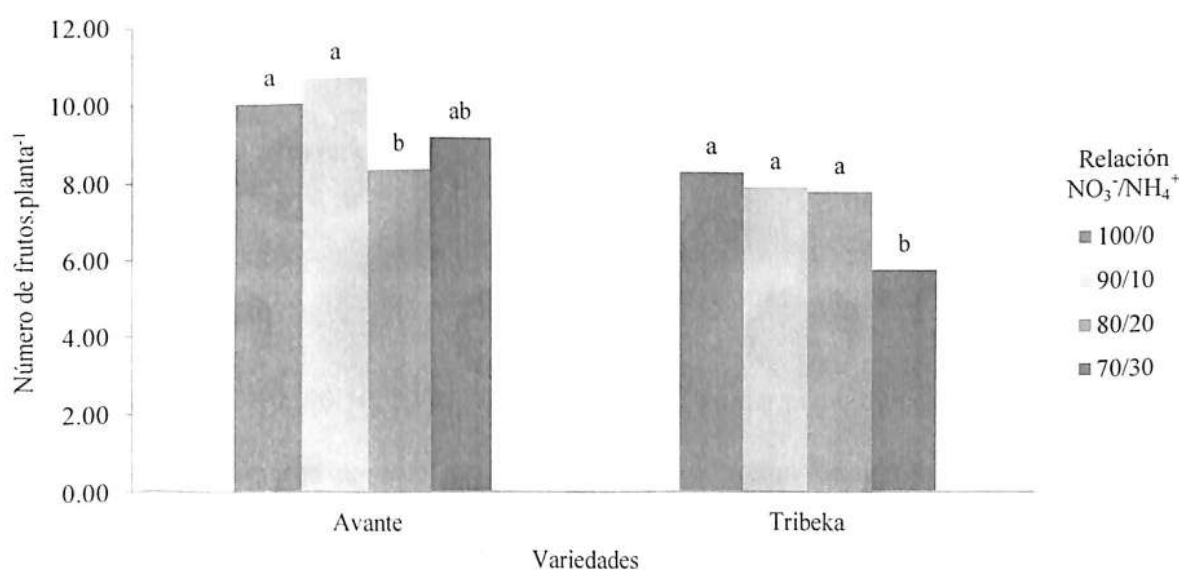 12.00
10.00
8.00
6.00
4.00
2.00
0.00
Número de frutos.planta⁻¹
a
a
b
ab
a
a
a
b
Avante
Tribeka
Variedades
Relación
NO₃⁻/NH₄⁺
100/0
90/10
80/20
70/30